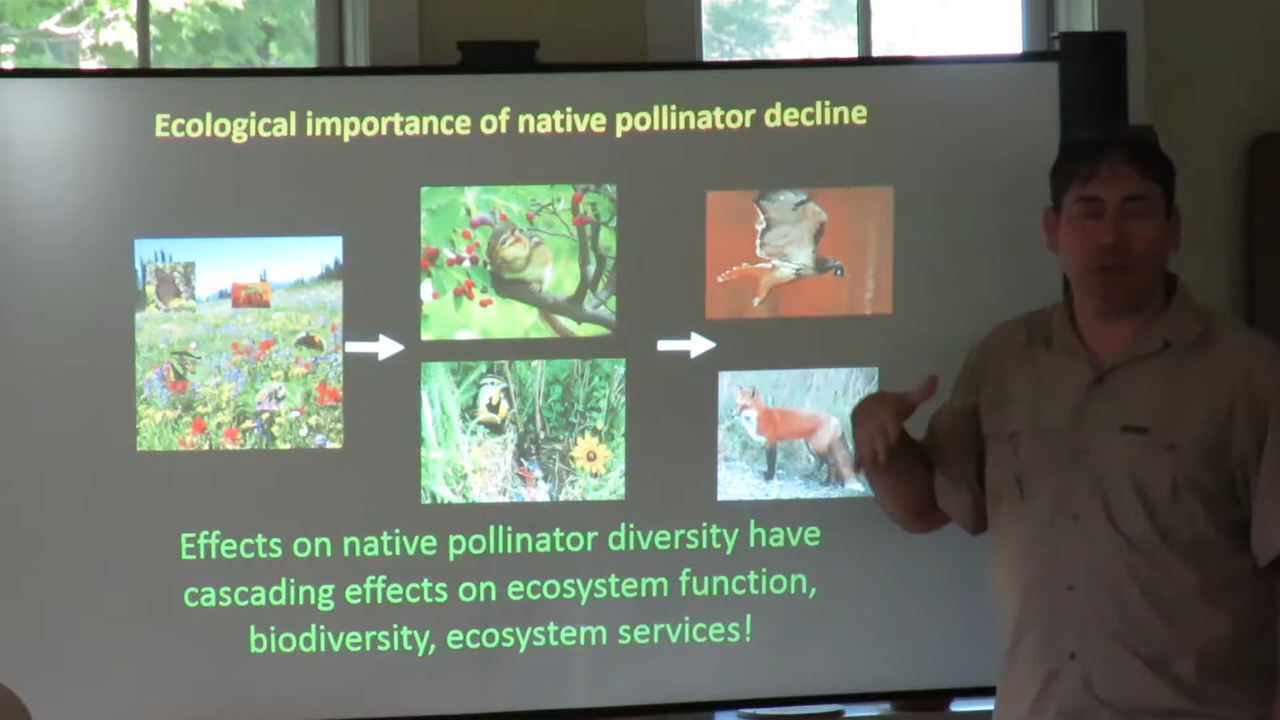 Ecological importance of native pollinator decline
Effects on native pollinator diversity have
cascading effects on ecosystem function,
biodiversity, ecosystem services!